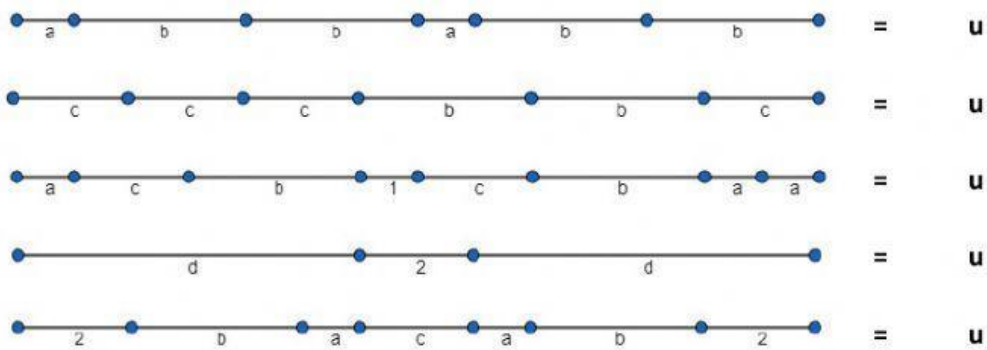 a b b a b b = u
c c c b b c = u
a c b 1 c b a a = u
d 2 d = u
2 b a c a b 2 = u